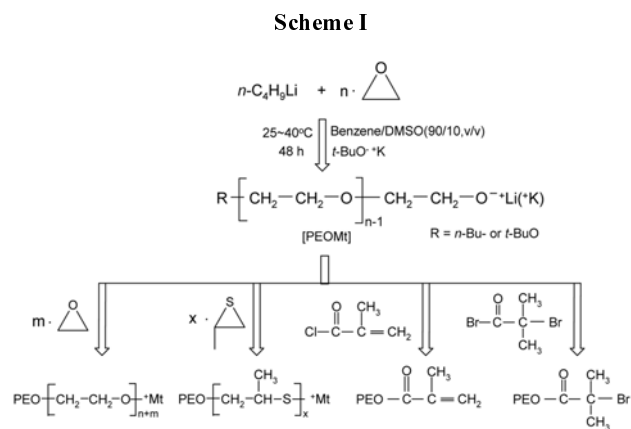 Scheme I
n-C4H9Li + n· O
25~40°C Benzene/DMSO(90/10,v/v)
48 h t-BuO- +K
R [ CH2—CH2—O ]n-1 CH2—CH2—O− +Li(+K)
[PEOMt] R = n-Bu- or t-BuO
m· O
x · S
Cl—C(=O)—C(CH3)=CH2
Br—C(=O)—C(CH3)(CH3)—Br
PEO [ CH2—CH2—O ]n+m − +Mt
PEO [ CH2—CH(CH3)—S ]x − +Mt
PEO—C(=O)—C(CH3)=CH2
PEO—C(=O)—C(CH3)(CH3)—Br